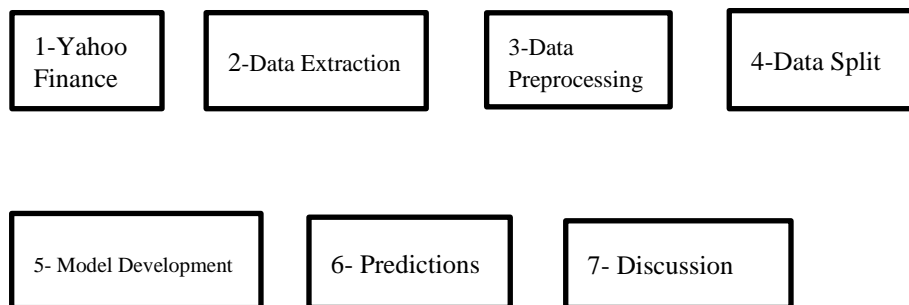 1-Yahoo
Finance
2-Data Extraction
3-Data
Preprocessing
4-Data Split
5- Model Development
6- Predictions
7- Discussion